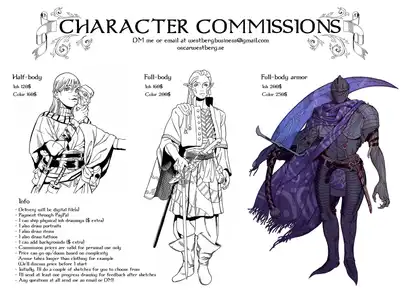 CHARACTER COMMISSIONS
DM me or email at westberg.business@gmail.com
oscarwestberg.se
Half-body
Ink 120$
Color 160$
Full-body
Ink 160$
Color 200$
Full-body armor
Ink 200$
Color 250$
Info
- Delivery will be digital file(s)
- Payment through PayPal
- I can ship physical ink drawings ($ extra)
- I also draw portraits
- I also draw duos
- I also draw tattoos
- I can add backgrounds ($ extra)
- Commission prices are valid for personal use only
- Price can go up/down based on complexity
Armor takes longer than clothing for example
(We'll discuss price before I start
- Initially, I'll do a couple of sketches for you to choose from
- I'll send at least one progress drawing for feedback after sketches
- Any questions at all send me an email or DM!